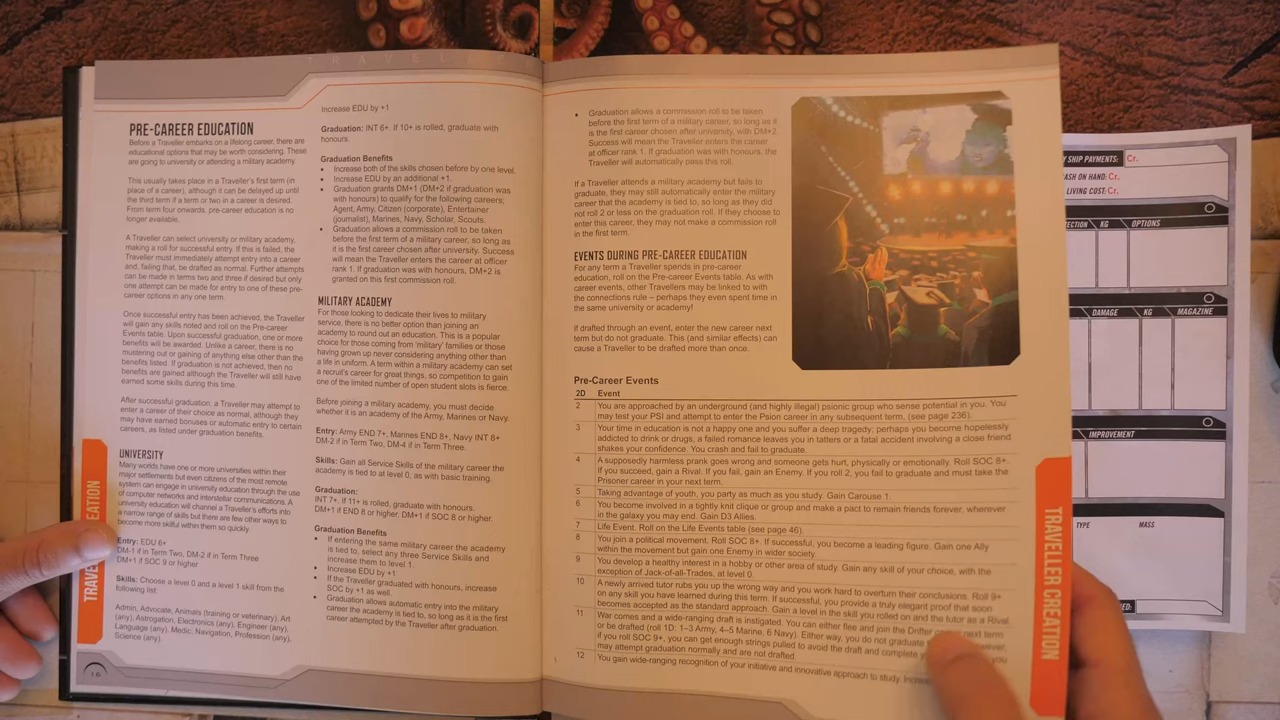 TRAVELLER
PRE-CAREER EDUCATION
Before a Traveller embarks on a lifelong career, there are
educational options that may be worth considering. These
are going to university or attending a military academy.
This usually takes place in a Traveller's first term (in
place of a career), although it can be delayed up until
the third term if a term or two in a career is desired.
From term four onwards, pre-career education is no
longer available.
A Traveller can select university or military academy,
making a roll for successful entry. If this is failed, the
Traveller must immediately attempt entry into a career
and, failing that, be drafted as normal. Further attempts
can be made in terms two and three if desired but only
one attempt can be made for entry to one of these pre-
career options in any one term.
Once successful entry has been achieved, the Traveller
will gain any skills noted and roll on the Pre-career
Events table. Upon successful graduation, one or more
benefits will be awarded. Unlike a career, there is no
mustering out or gaining of anything else other than the
benefits listed. If graduation is not achieved, then no
benefits are gained although the Traveller will still have
earned some skills during this time.
After successful graduation, a Traveller may attempt to
enter a career of their choice as normal, although they
may have earned bonuses or automatic entry to certain
careers, as listed under graduation benefits.
UNIVERSITY
Many worlds have one or more universities within their
major settlements but even citizens of the most remote
system can engage in university education through the use
of computer networks and interstellar communications. A
university education will channel a Traveller's efforts into
a narrow range of skills but there are few other ways to
become more skilful within them so quickly.
Entry: EDU 6+
DM-1 if in Term Two, DM-2 if in Term Three
DM+1 if SOC 9 or higher
Skills: Choose a level 0 and a level 1 skill from the
following list:
Admin, Advocate, Animals (training or veterinary), Art
(any), Astrogation, Electronics (any), Engineer (any),
Language (any), Medic, Navigation, Profession (any),
Science (any).
16
Increase EDU by +1
Graduation: INT 6+. If 10+ is rolled, graduate with
honours.
Graduation Benefits
• Increase both of the skills chosen before by one level.
• Increase EDU by an additional +1.
• Graduation grants DM+1 (DM+2 if graduation was
with honours) to qualify for the following careers;
Agent, Army, Citizen (corporate), Entertainer
(journalist), Marines, Navy, Scholar, Scouts.
• Graduation allows a commission roll to be taken
before the first term of a military career, so long as
it is the first career chosen after university. Success
will mean the Traveller enters the career at officer
rank 1. If graduation was with honours, DM+2 is
granted on this first commission roll.
MILITARY ACADEMY
For those looking to dedicate their lives to military
service, there is no better option than joining an
academy to round out an education. This is a popular
choice for those coming from 'military' families or those
having grown up never considering anything other than
a life in uniform. A term within a military academy can set
a recruit's career for great things, so competition to gain
one of the limited number of open student slots is fierce.
Before joining a military academy, you must decide
whether it is an academy of the Army, Marines or Navy.
Entry: Army END 7+, Marines END 8+, Navy INT 8+
DM-2 if in Term Two, DM-4 if in Term Three.
Skills: Gain all Service Skills of the military career the
academy is tied to at level 0, as with basic training.
Graduation:
INT 7+. If 11+ is rolled, graduate with honours.
DM+1 if END 8 or higher, DM+1 if SOC 8 or higher.
Graduation Benefits
• If entering the same military career the academy
is tied to, select any three Service Skills and
increase them to level 1.
• Increase EDU by +1
• If the Traveller graduated with honours, increase
SOC by +1 as well.
• Graduation allows automatic entry into the military
career the academy is tied to, so long as it is the first
career attempted by the Traveller after graduation.
• Graduation allows a commission roll to be taken
before the first term of a military career, so long as
it is the first career chosen after university, with DM+2.
Success will mean the Traveller enters the career
at officer rank 1. If graduation was with honours, the
Traveller will automatically pass this roll.
If a Traveller attends a military academy but fails to
graduate, they may still automatically enter the military
career that the academy is tied to, so long as they did
not roll 2 or less on the graduation roll. If they choose to
enter this career, they may not make a commission roll
in the first term.
EVENTS DURING PRE-CAREER EDUCATION
For any term a Traveller spends in pre-career
education, roll on the Pre-career Events table. As with
career events, other Travellers may be linked to with
the connections rule – perhaps they even spent time in
the same university or academy!
If drafted through an event, enter the new career next
term but do not graduate. This (and similar effects) can
cause a Traveller to be drafted more than once.
Pre-Career Events
2D Event
2 You are approached by an underground (and highly illegal) psionic group who sense potential in you. You
may test your PSI and attempt to enter the Psion career in any subsequent term. (see page 236).
3 Your time in education is not a happy one and you suffer a deep tragedy; perhaps you become hopelessly
addicted to drink or drugs, a failed romance leaves you in tatters or a fatal accident involving a close friend
shakes your confidence. You crash and fail to graduate.
4 A supposedly harmless prank goes wrong and someone gets hurt, physically or emotionally. Roll SOC 8+.
If you succeed, gain a Rival. If you fail, gain an Enemy. If you roll 2, you fail to graduate and must take the
Prisoner career in your next term.
5 Taking advantage of youth, you party as much as you study. Gain Carouse 1.
6 You become involved in a tightly knit clique or group and make a pact to remain friends forever, wherever
in the galaxy you may end. Gain D3 Allies.
7 Life Event. Roll on the Life Events table (see page 46).
8 You join a political movement. Roll SOC 8+. If successful, you become a leading figure. Gain one Ally
within the movement but gain one Enemy in wider society.
9 You develop a healthy interest in a hobby or other area of study. Gain any skill of your choice, with the
exception of Jack-of-all-Trades, at level 0.
10 A newly arrived tutor rubs you up the wrong way and you work hard to overturn their conclusions. Roll 9+
on any skill you have learned during this term. If successful, you provide a truly elegant proof that soon
becomes accepted as the standard approach. Gain a level in the skill you rolled on and the tutor as a Rival.
11 War comes and a wide-ranging draft is instigated. You can either flee and join the Drifter next term
or be drafted (roll 1D: 1–3 Army, 4–5 Marine, 6 Navy). Either way, you do not graduate however,
if you roll SOC 9+, you can get enough strings pulled to avoid the draft and complete you
may attempt graduation normally and are not drafted.
12 You gain wide-ranging recognition of your initiative and innovative approach to study.
TRAVELLER CREATION
SHIP PAYMENTS: Cr.
ASH ON HAND: Cr.
LIVING COST: Cr.
ECTION KG OPTIONS
DAMAGE KG MAGAZINE
IMPROVEMENT
TYPE MASS